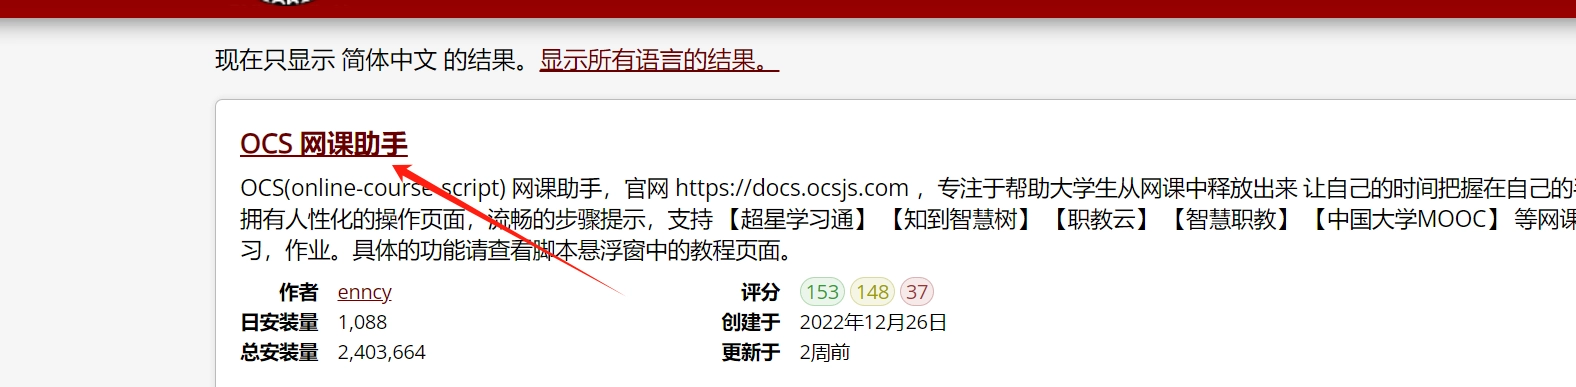 现在只显示 简体中文 的结果。显示所有语言的结果。
OCS 网课助手
OCS(online-course-script) 网课助手，官网 https://docs.ocsjs.com ，专注于帮助大学生从网课中释放出来 让自己的时间把握在自己的
拥有人性化的操作页面，流畅的步骤提示，支持 【超星学习通】 【知到智慧树】 【职教云】 【智慧职教】 【中国大学MOOC】 等网课
习，作业。具体的功能请查看脚本悬浮窗中的教程页面。
作者 enncy 评分 153 148 37
日安装量 1,088 创建于 2022年12月26日
总安装量 2,403,664 更新于 2周前